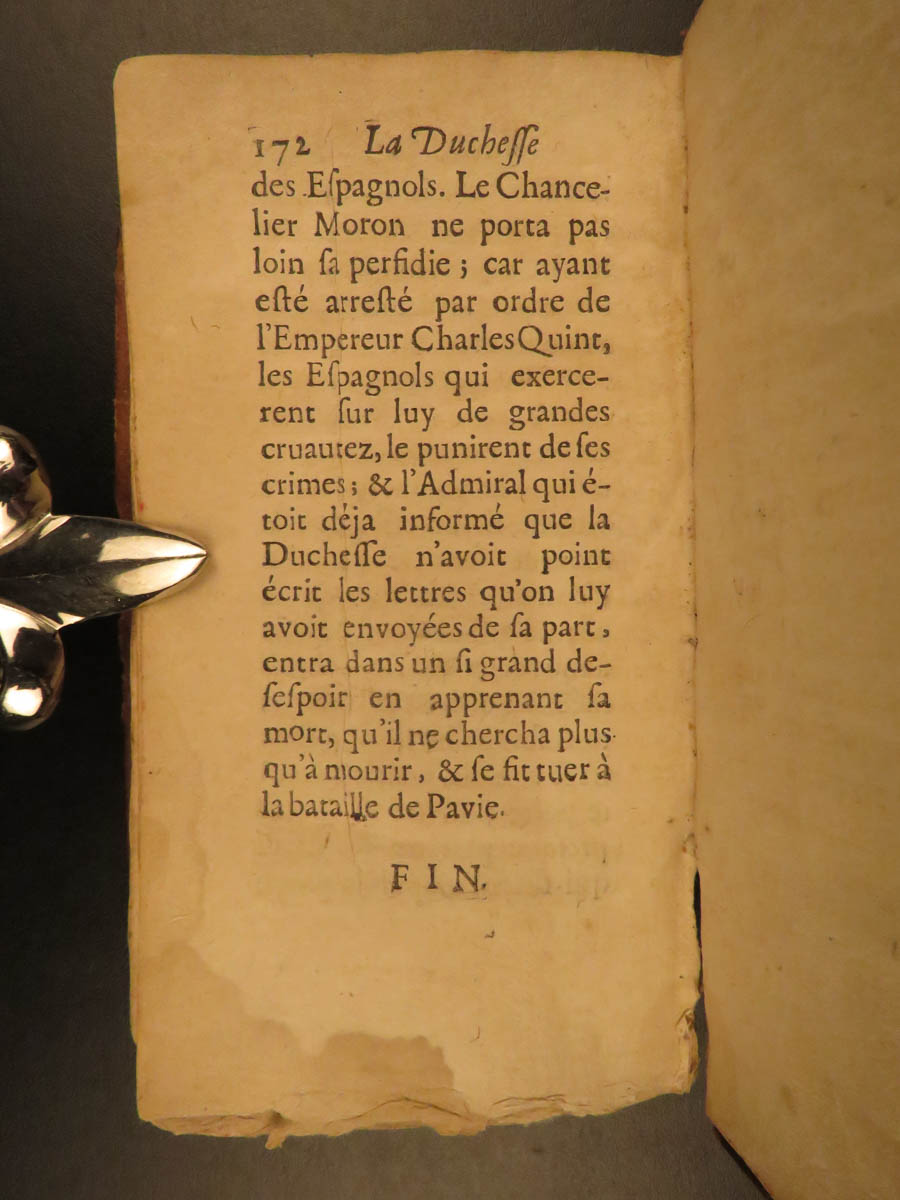 172 La Ducheſſe
des Eſpagnols. Le Chance-
lier Moron ne porta pas
loin ſa perfidie ; car ayant
eſté arreſté par ordre de
l'Empereur Charles Quint,
les Eſpagnols qui exerce-
rent ſur luy de grandes
cruautez, le punirent de ſes
crimes ; & l'Admiral qui é-
toit déja informé que la
Ducheſſe n'avoit point
écrit les lettres qu'on luy
avoit envoyées de ſa part,
entra dans un ſi grand de-
ſeſpoir en apprenant ſa
mort, qu'il ne chercha plus
qu'à mourir, & ſe fit tuer à
la bataille de Pavie.
FIN.